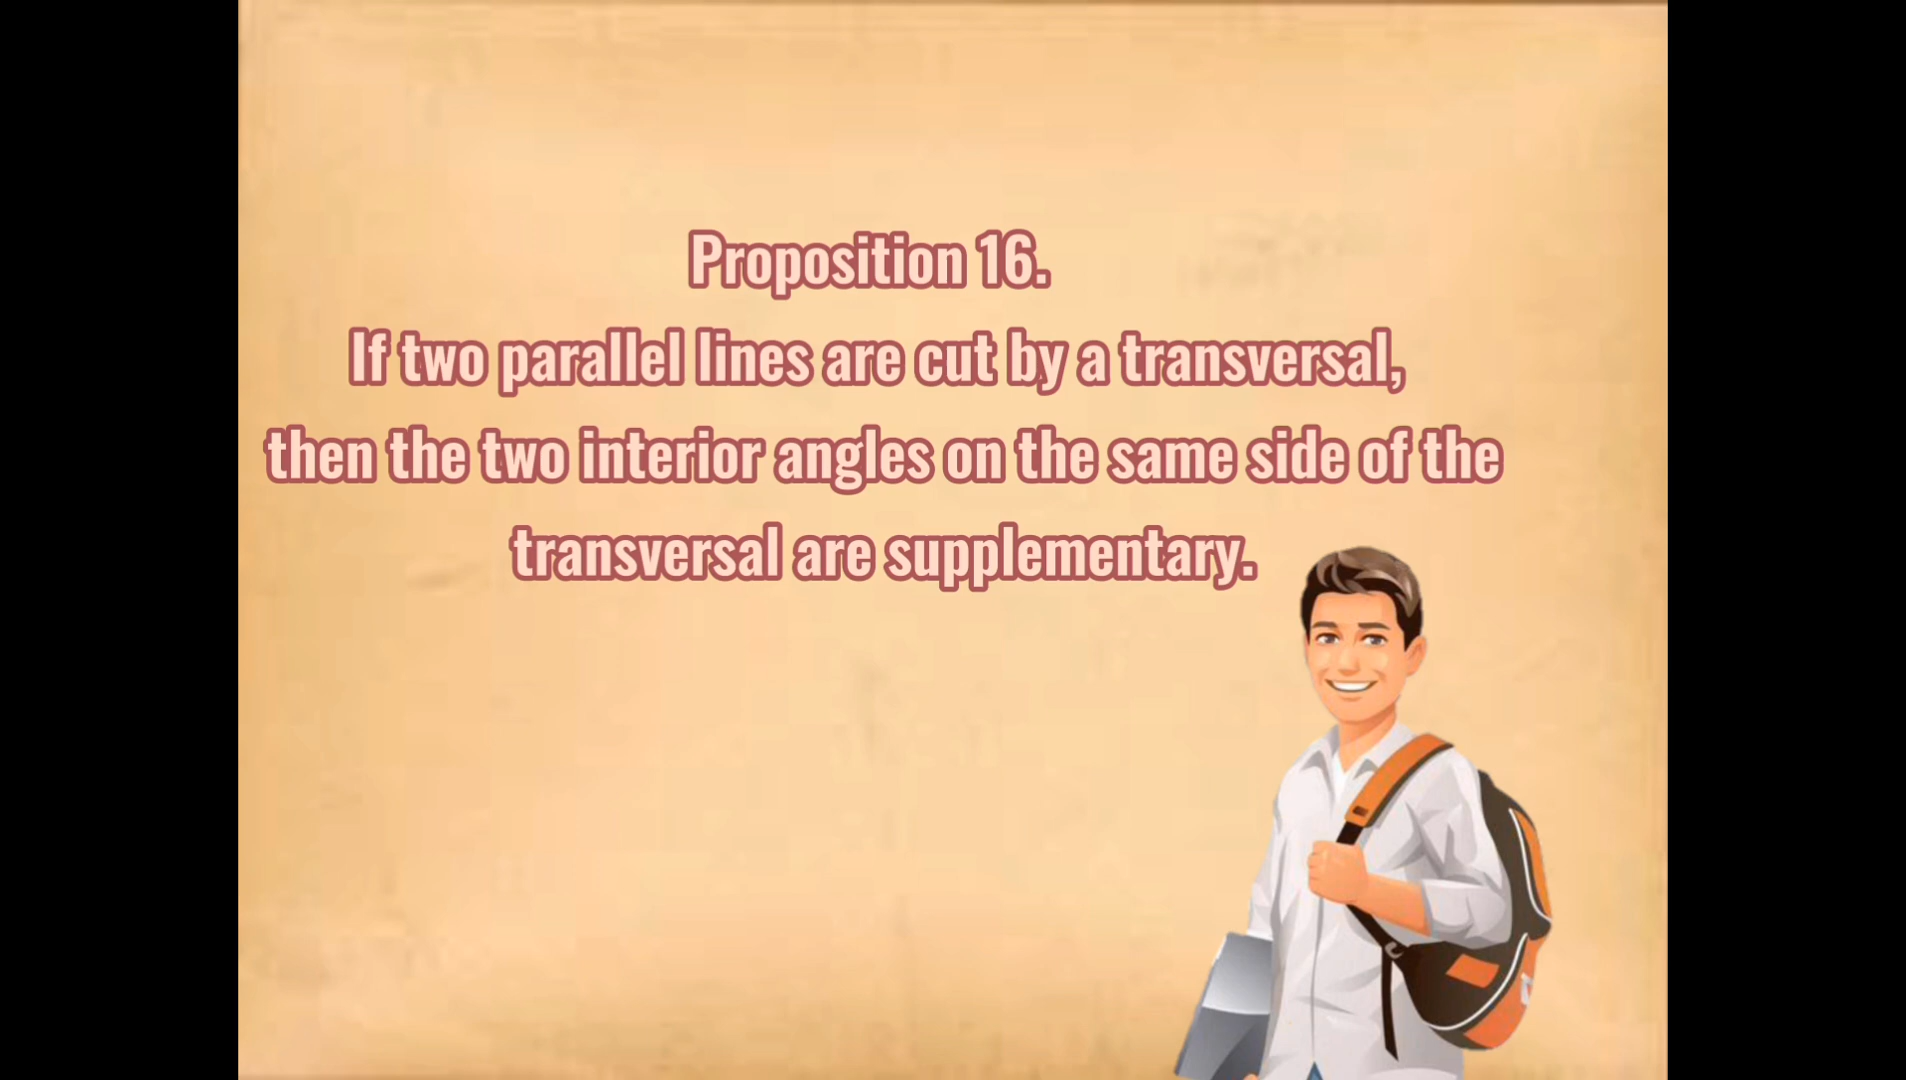 Proposition 16.
If two parallel lines are cut by a transversal,
then the two interior angles on the same side of the
transversal are supplementary.